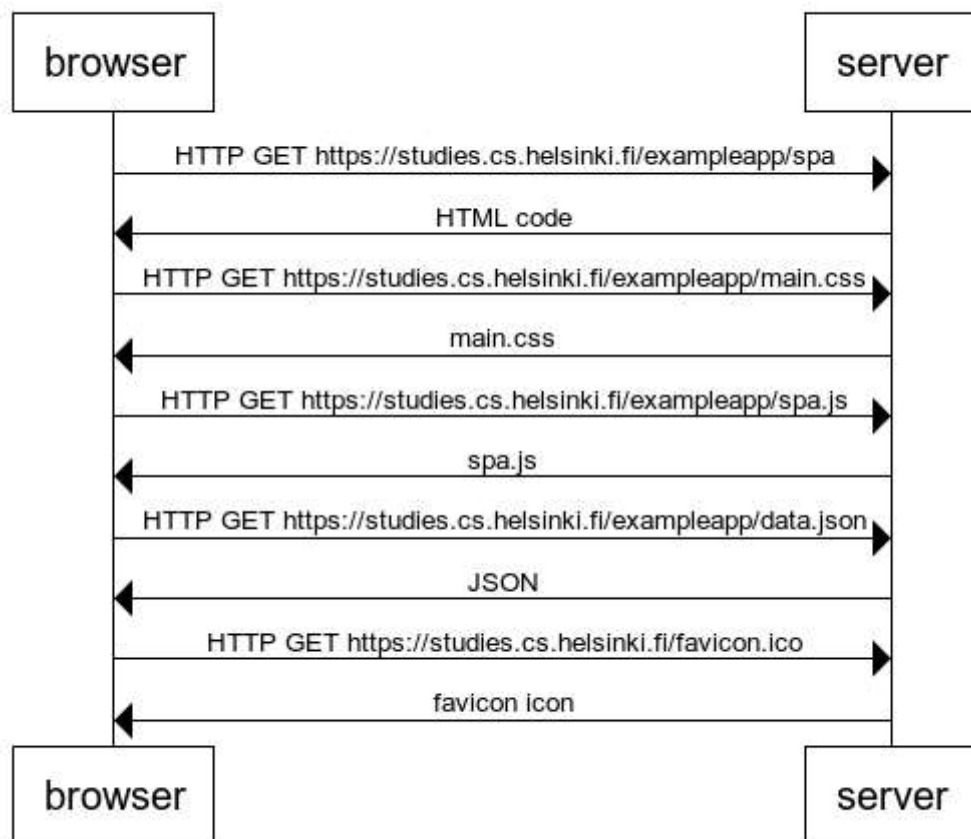 browser
server
HTTP GET https://studies.cs.helsinki.fi/exampleapp/spa
HTML code
HTTP GET https://studies.cs.helsinki.fi/exampleapp/main.css
main.css
HTTP GET https://studies.cs.helsinki.fi/exampleapp/spa.js
spa.js
HTTP GET https://studies.cs.helsinki.fi/exampleapp/data.json
JSON
HTTP GET https://studies.cs.helsinki.fi/favicon.ico
favicon icon
browser
server